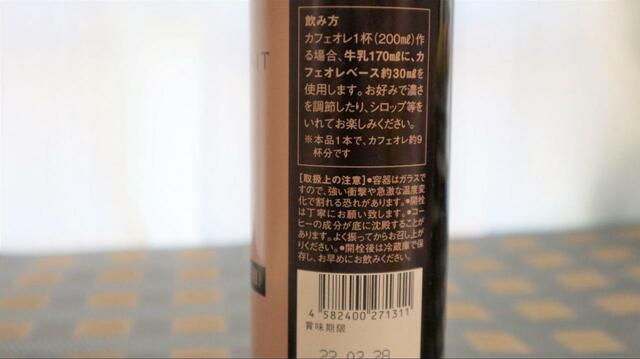 飲み方
カフェオレ1杯(200㎖)作
る場合、牛乳170㎖に、カ
フェオレベース約30㎖を
使用します。お好みで濃さ
を調節したり、シロップ等を
いれてお楽しみください。
※本品1本で、カフェオレ約9
杯分です
[取扱上の注意]●容器はガラスで
すので、強い衝撃や急激な温度変
化で割れる恐れがあります。●開栓
は丁寧にお願い致します。●コー
ヒーの成分が底に沈殿することが
あります。よく振ってからお召し上が
りください。●開栓後は冷蔵庫で保
存し、お早めにお飲みください。
4 582400 271311
賞味期限